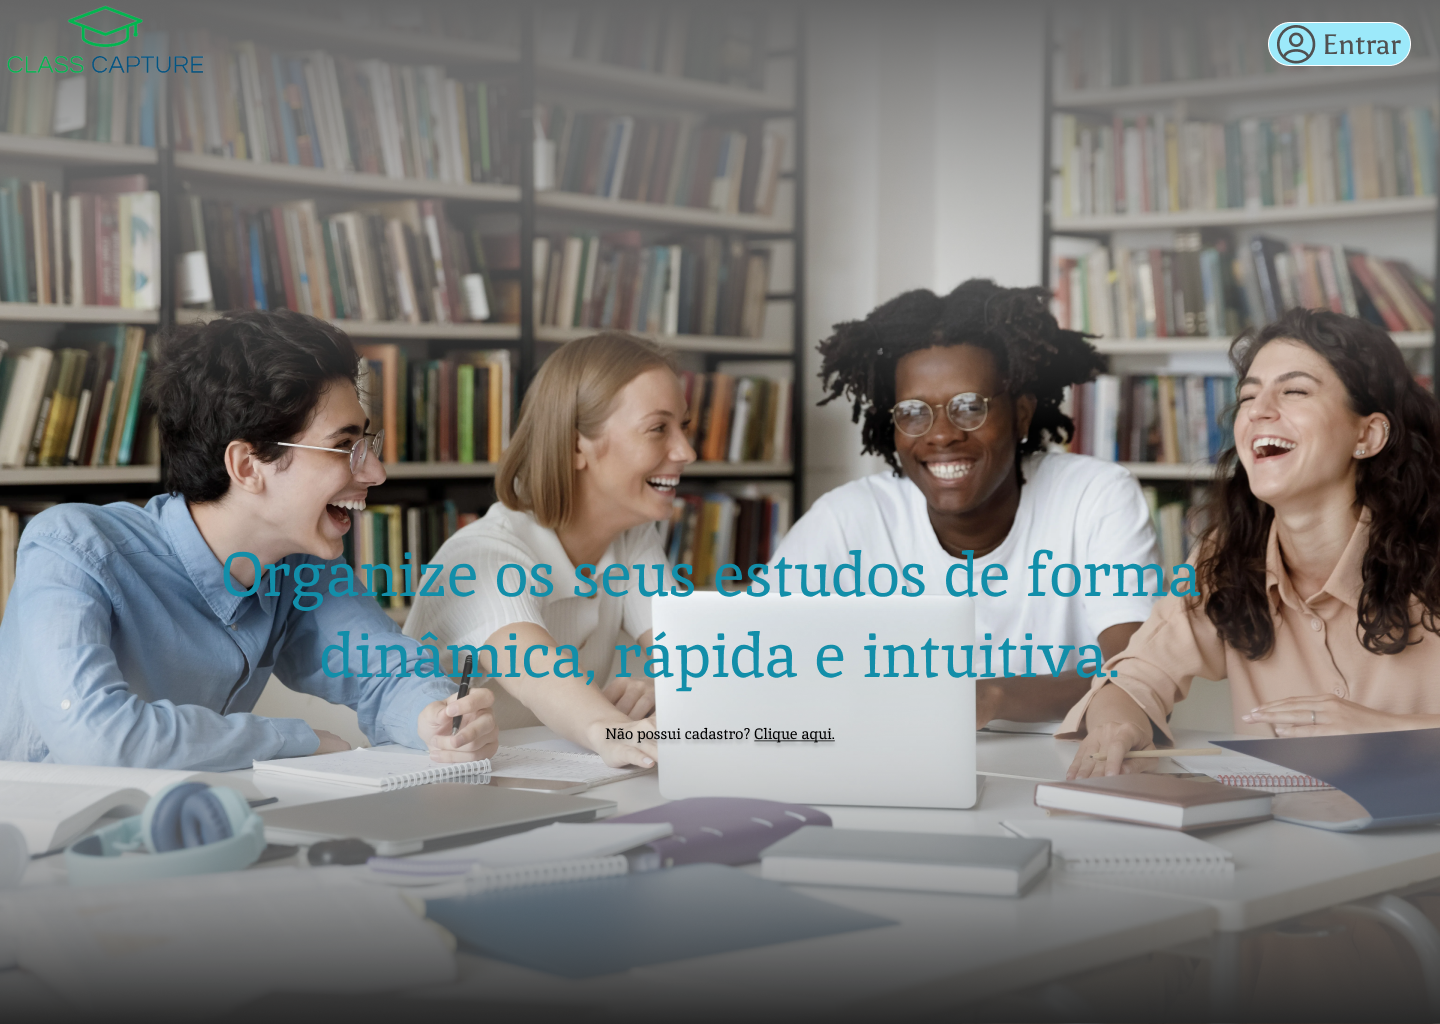 CLASS CAPTURE
Entrar
Organize os seus estudos de forma
dinâmica, rápida e intuitiva.
Não possui cadastro? Clique aqui.